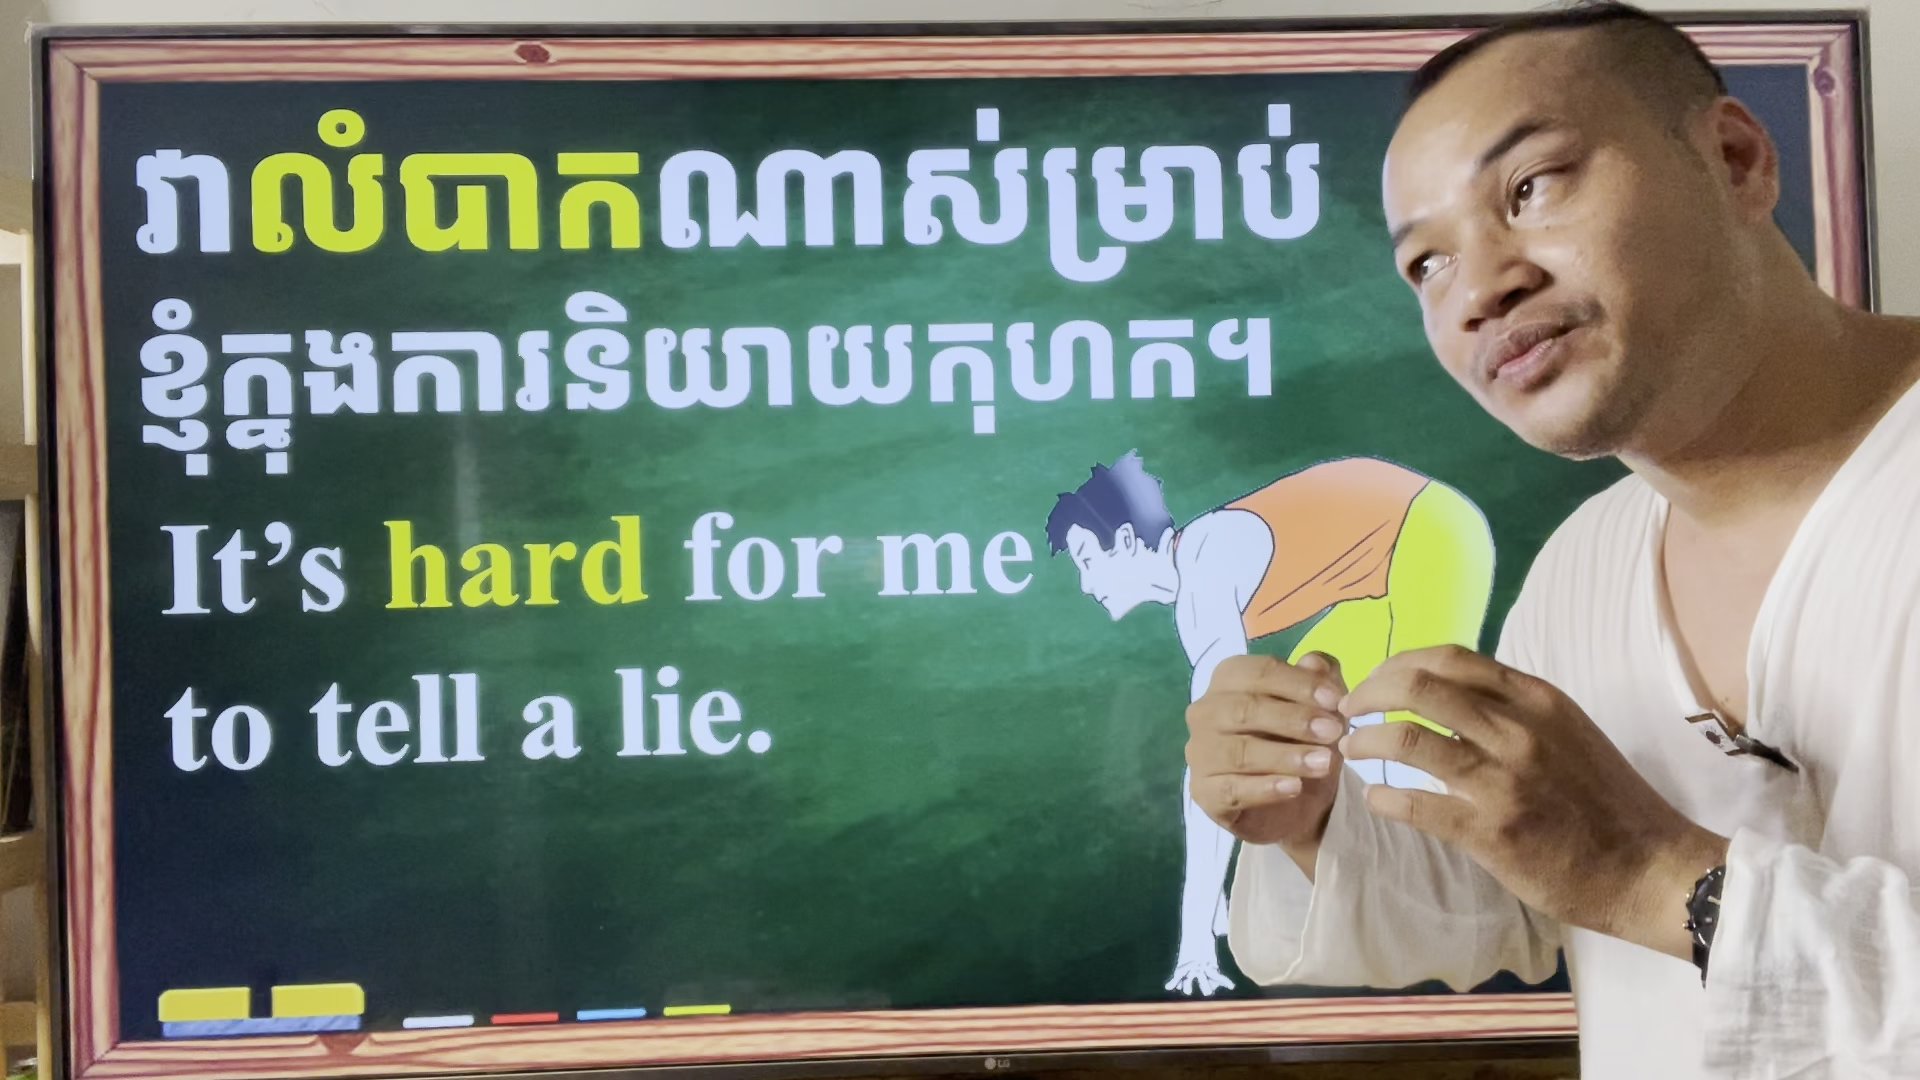 វាលំបាកណាស់ម្រាប់
ខ្ញុំក្នុងការនិយាយកុហក។
It's hard for me
to tell a lie.
LG